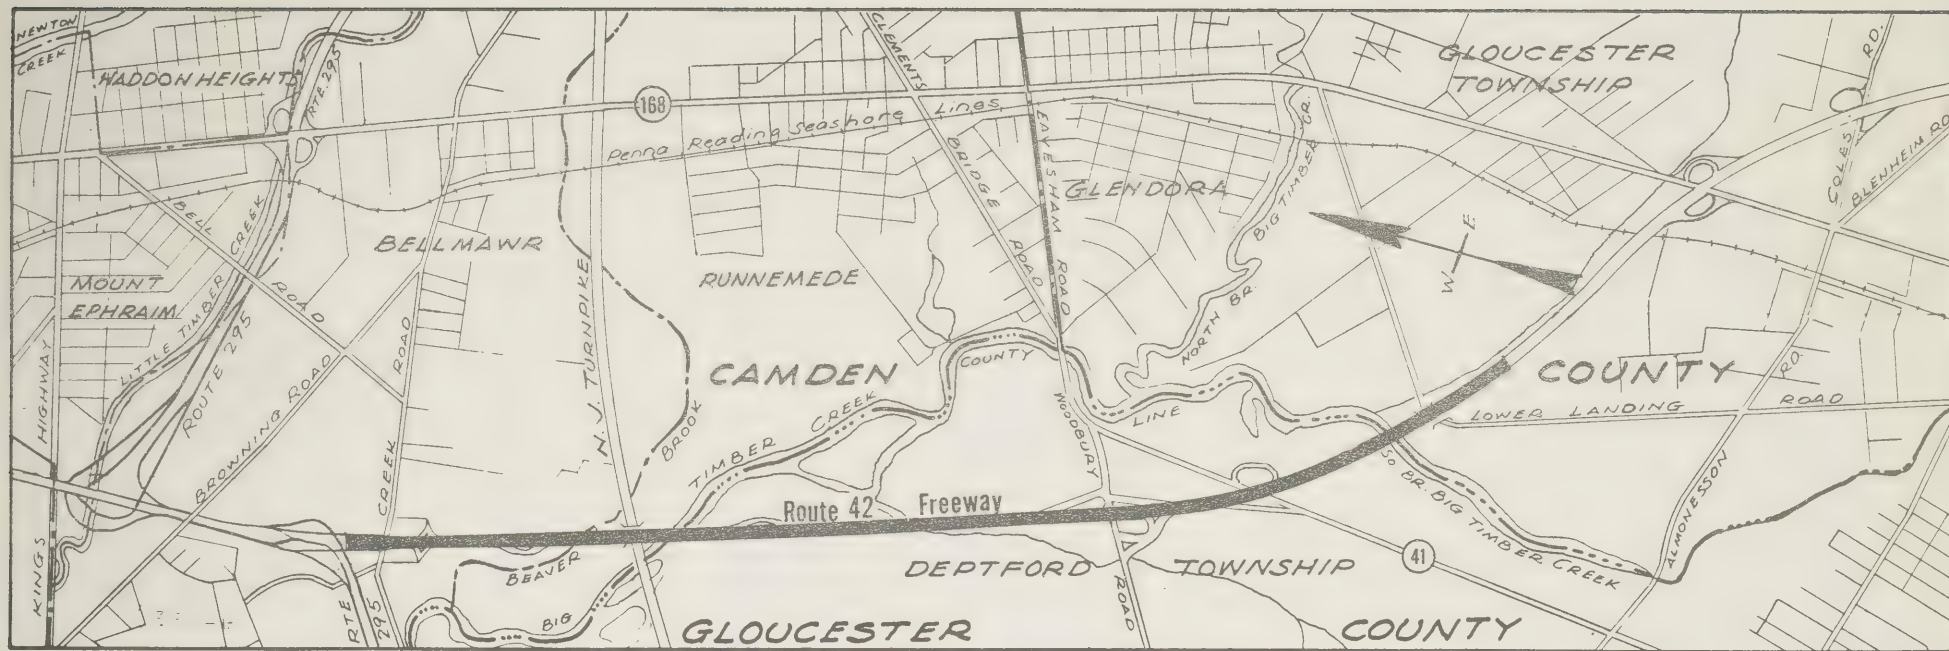 NEWTON
CREEK
HADDON HEIGHTS
RTE. 295
168
CLEMENTS
BRIDGE
ROAD
Penna Reading Seashore Lines
EAVESHAM
ROAD
GLENDORA
GLOUCESTER
TOWNSHIP
NORTH BR. BIG TIMBER CR.
W
E
COLES
RD.
BLENHEIM RD
BELL
ROAD
BELLMAWR
RUNNEMEDE
MOUNT
EPHRAIM
LITTLE TIMBER CREEK
ROUTE 295
BROWNING ROAD
KINGS
HIGHWAY
CREEK
ROAD
N.J. TURNPIKE
CAMDEN
COUNTY
COUNTY
LINE
BIG
TIMBER
CREEK
BEAVER
BROOK
WOODBURY
ROAD
LOWER LANDING
ROAD
ALMONESSON
RD.
SO BR. BIG TIMBER CREEK
Route 42
Freeway
41
RTE
295
DEPTFORD
TOWNSHIP
GLOUCESTER
COUNTY